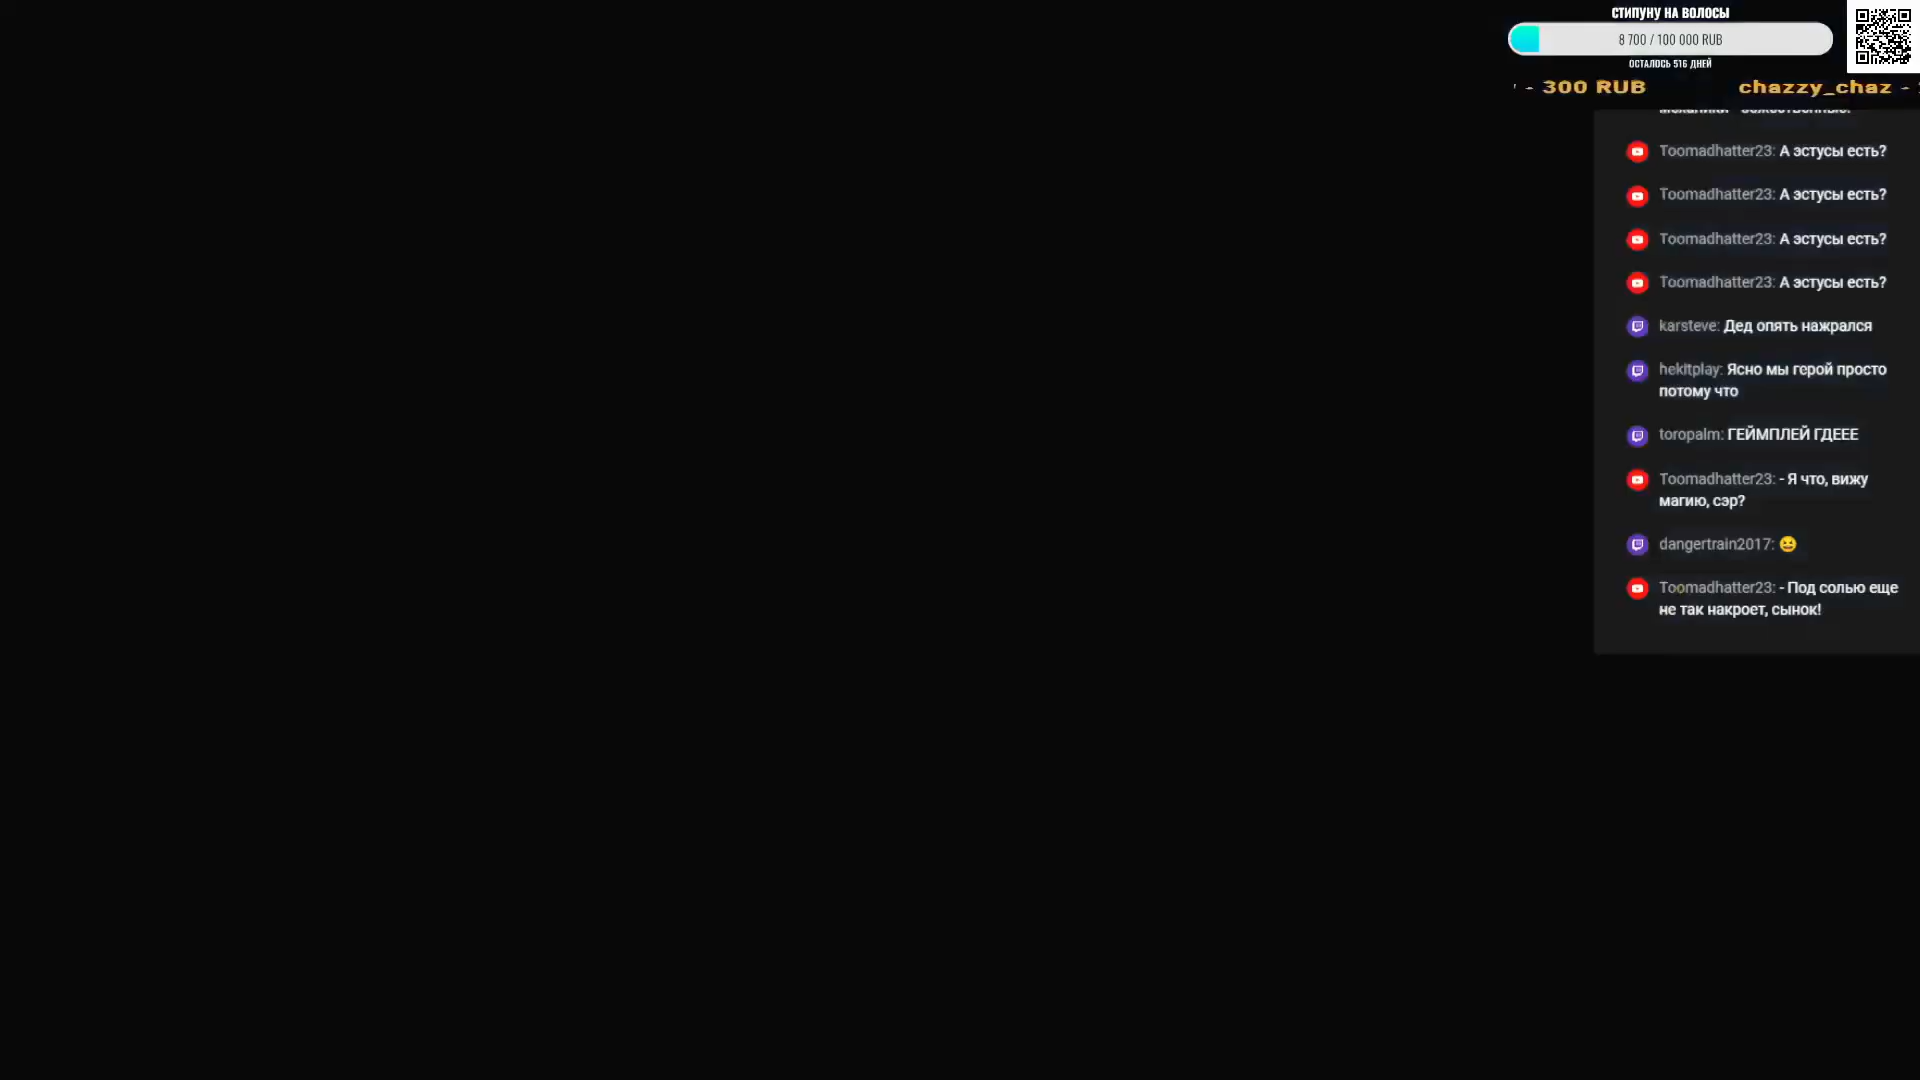 СТИПУНУ НА ВОЛОСЫ
8 700 / 100 000 RUB
ОСТАЛОСЬ 516 ДНЕЙ
- 300 RUB chazzy_chaz -
Toomadhatter23: А эстусы есть?
Toomadhatter23: А эстусы есть?
Toomadhatter23: А эстусы есть?
Toomadhatter23: А эстусы есть?
karsteve: Дед опять нажрался
hekitplay: Ясно мы герой просто
потому что
toropalm: ГЕЙМПЛЕЙ ГДЕЕЕ
Toomadhatter23: - Я что, вижу
магию, сэр?
dangertrain2017: 😆
Toomadhatter23: - Под солью еще
не так накроет, сынок!